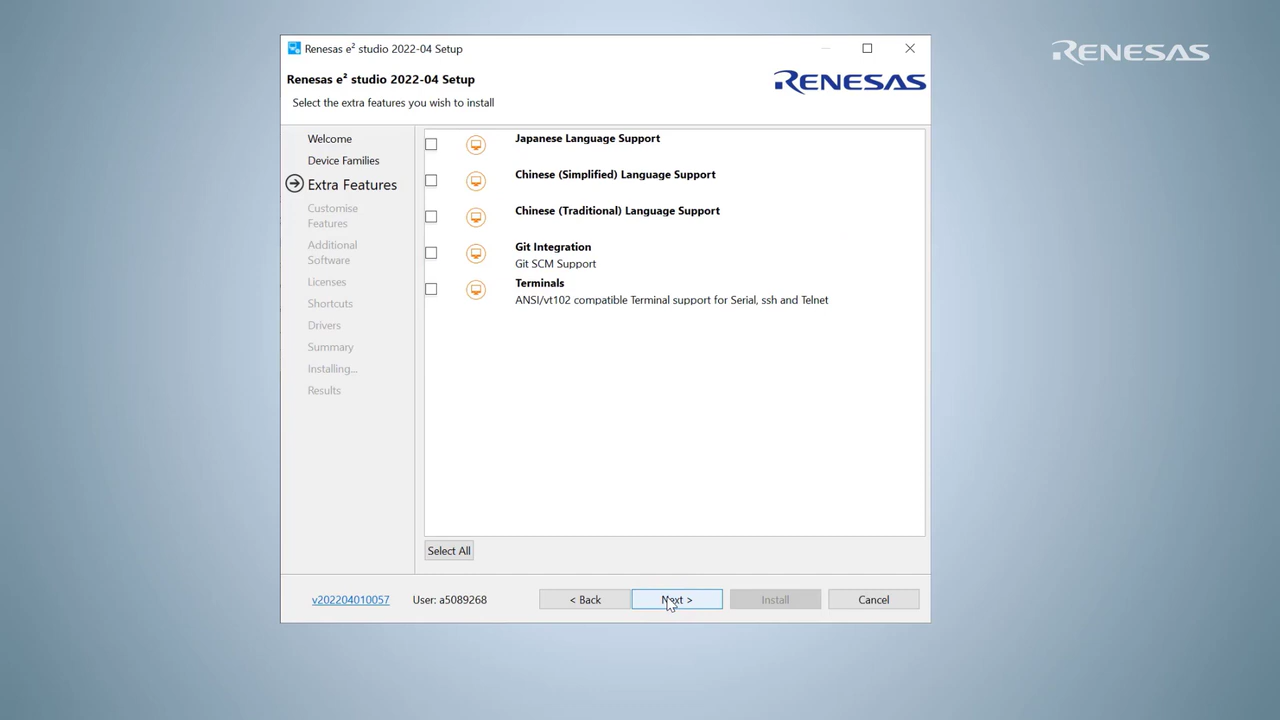 Renesas e² studio 2022-04 Setup
RENESAS
Renesas e² studio 2022-04 Setup
RENESAS
Select the extra features you wish to install
Welcome
Device Families
Extra Features
Customise
Features
Additional
Software
Licenses
Shortcuts
Drivers
Summary
Installing...
Results
Japanese Language Support
Chinese (Simplified) Language Support
Chinese (Traditional) Language Support
Git Integration
Git SCM Support
Terminals
ANSI/vt102 compatible Terminal support for Serial, ssh and Telnet
Select All
v202204010057
User: a5089268
< Back
Next >
Install
Cancel